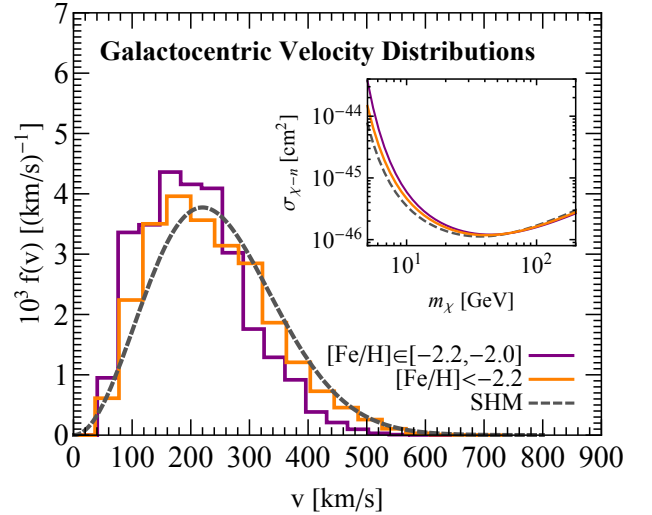 Galactocentric Velocity Distributions
7
6
5
4
3
2
1
0
10³ f(v) [(km/s)⁻¹]
0 100 200 300 400 500 600 700 800 900
v [km/s]
10⁻⁴⁴
10⁻⁴⁵
10⁻⁴⁶
σχ−n [cm²]
10¹ 10²
mχ [GeV]
[Fe/H]∈[−2.2,−2.0]
[Fe/H]<−2.2
SHM